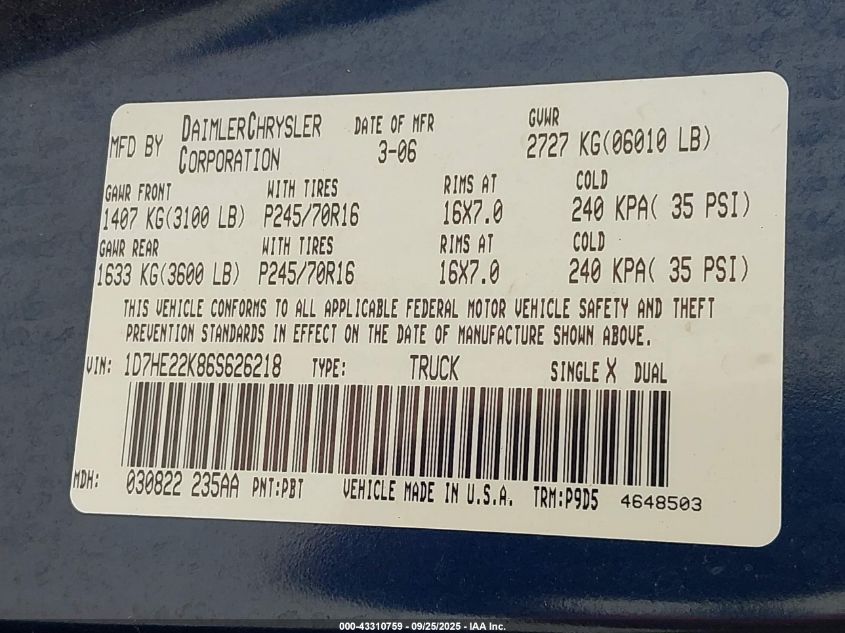 MFD BY DAIMLERCHRYSLER CORPORATION DATE OF MFR 3-06 GVWR 2727 KG(06010 LB)
GAWR FRONT WITH TIRES RIMS AT COLD
1407 KG(3100 LB) P245/70R16 16X7.0 240 KPA( 35 PSI)
GAWR REAR WITH TIRES RIMS AT COLD
1633 KG(3600 LB) P245/70R16 16X7.0 240 KPA( 35 PSI)
THIS VEHICLE CONFORMS TO ALL APPLICABLE FEDERAL MOTOR VEHICLE SAFETY AND THEFT
PREVENTION STANDARDS IN EFFECT ON THE DATE OF MANUFACTURE SHOWN ABOVE.
VIN: 1D7HE22K86S626218 TYPE: TRUCK SINGLE X DUAL
MDH: 030822 235AA PNT:PBT VEHICLE MADE IN U.S.A. TRM:P9D5 4648503
000-43310759 - 09/25/2025 - IAA Inc.